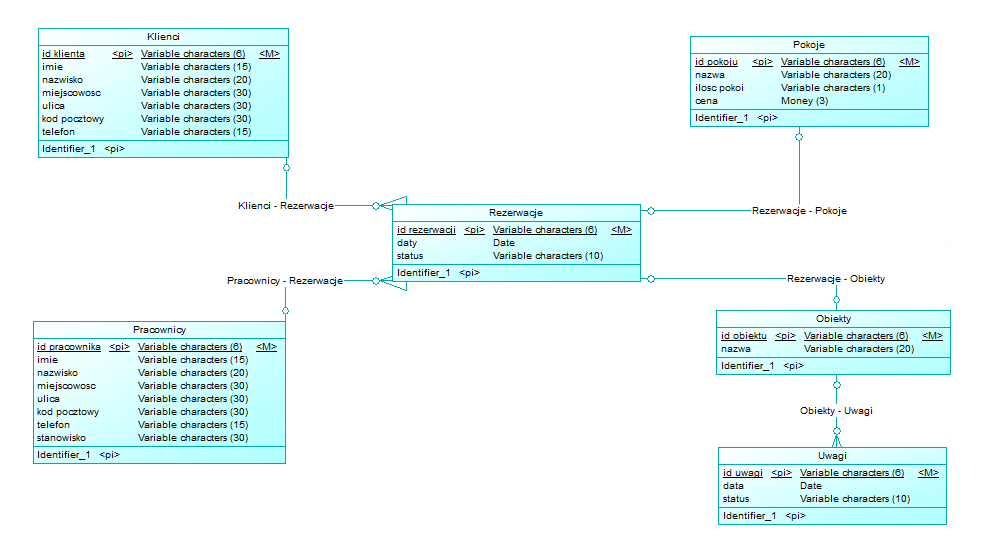 Klienci
id klienta <pi> Variable characters (6) <M>
imie Variable characters (15)
nazwisko Variable characters (20)
miejscowosc Variable characters (30)
ulica Variable characters (30)
kod pocztowy Variable characters (30)
telefon Variable characters (15)
Identifier_1 <pi>
Pokoje
id pokoju <pi> Variable characters (6) <M>
nazwa Variable characters (20)
ilosc pokoi Variable characters (1)
cena Money (3)
Identifier_1 <pi>
Klienci - Rezerwacje
Rezerwacje - Pokoje
Rezerwacje
id rezerwacji <pi> Variable characters (6) <M>
daty Date
status Variable characters (10)
Identifier_1 <pi>
Pracownicy - Rezerwacje
Rezerwacje - Obiekty
Pracownicy
id pracownika <pi> Variable characters (6) <M>
imie Variable characters (15)
nazwisko Variable characters (20)
miejscowosc Variable characters (30)
ulica Variable characters (30)
kod pocztowy Variable characters (30)
telefon Variable characters (15)
stanowisko Variable characters (30)
Identifier_1 <pi>
Obiekty
id obiektu <pi> Variable characters (6) <M>
nazwa Variable characters (20)
Identifier_1 <pi>
Obiekty - Uwagi
Uwagi
id uwagi <pi> Variable characters (6) <M>
data Date
status Variable characters (10)
Identifier_1 <pi>